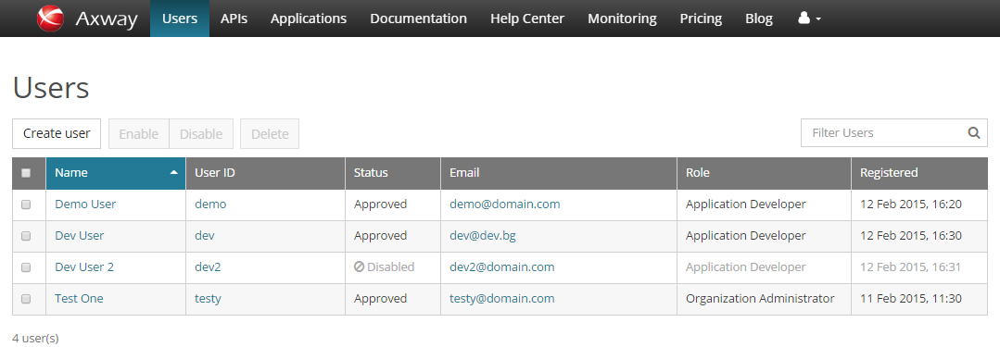 Axway Users APIs Applications Documentation Help Center Monitoring Pricing Blog
Users
Create user Enable Disable Delete Filter Users
Name User ID Status Email Role Registered
Demo User demo Approved demo@domain.com Application Developer 12 Feb 2015, 16:20
Dev User dev Approved dev@dev.bg Application Developer 12 Feb 2015, 16:30
Dev User 2 dev2 Disabled dev2@domain.com Application Developer 12 Feb 2015, 16:31
Test One testy Approved testy@domain.com Organization Administrator 11 Feb 2015, 11:30
4 user(s)